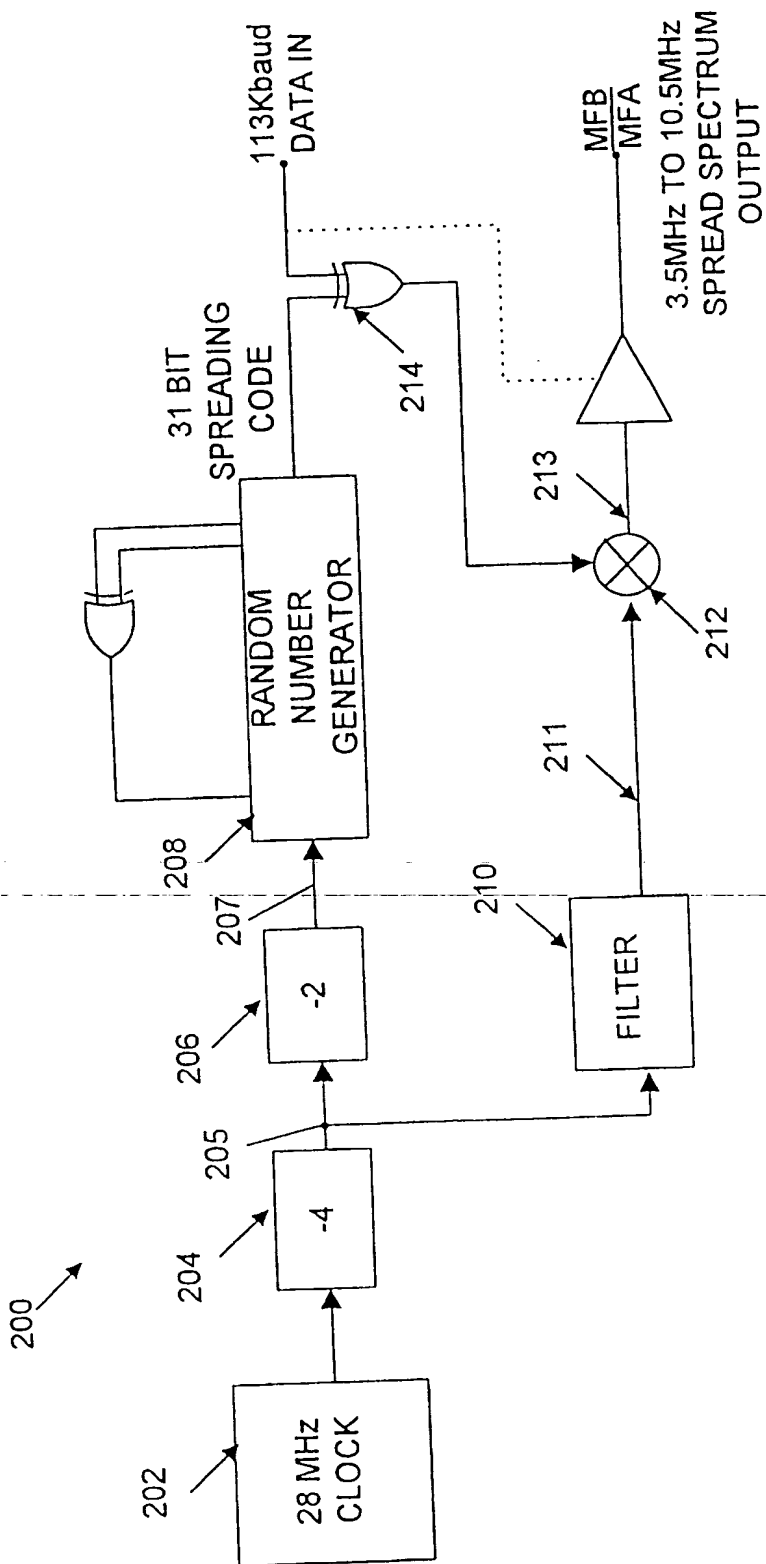 200
202
28 MHz
CLOCK
204
-4
205
206
-2
207
208
RANDOM
NUMBER
GENERATOR
31 BIT
SPREADING
CODE
113Kbaud
DATA IN
214
210
FILTER
211
212
213
MFB
MFA
3.5MHz TO 10.5MHz
SPREAD SPECTRUM
OUTPUT